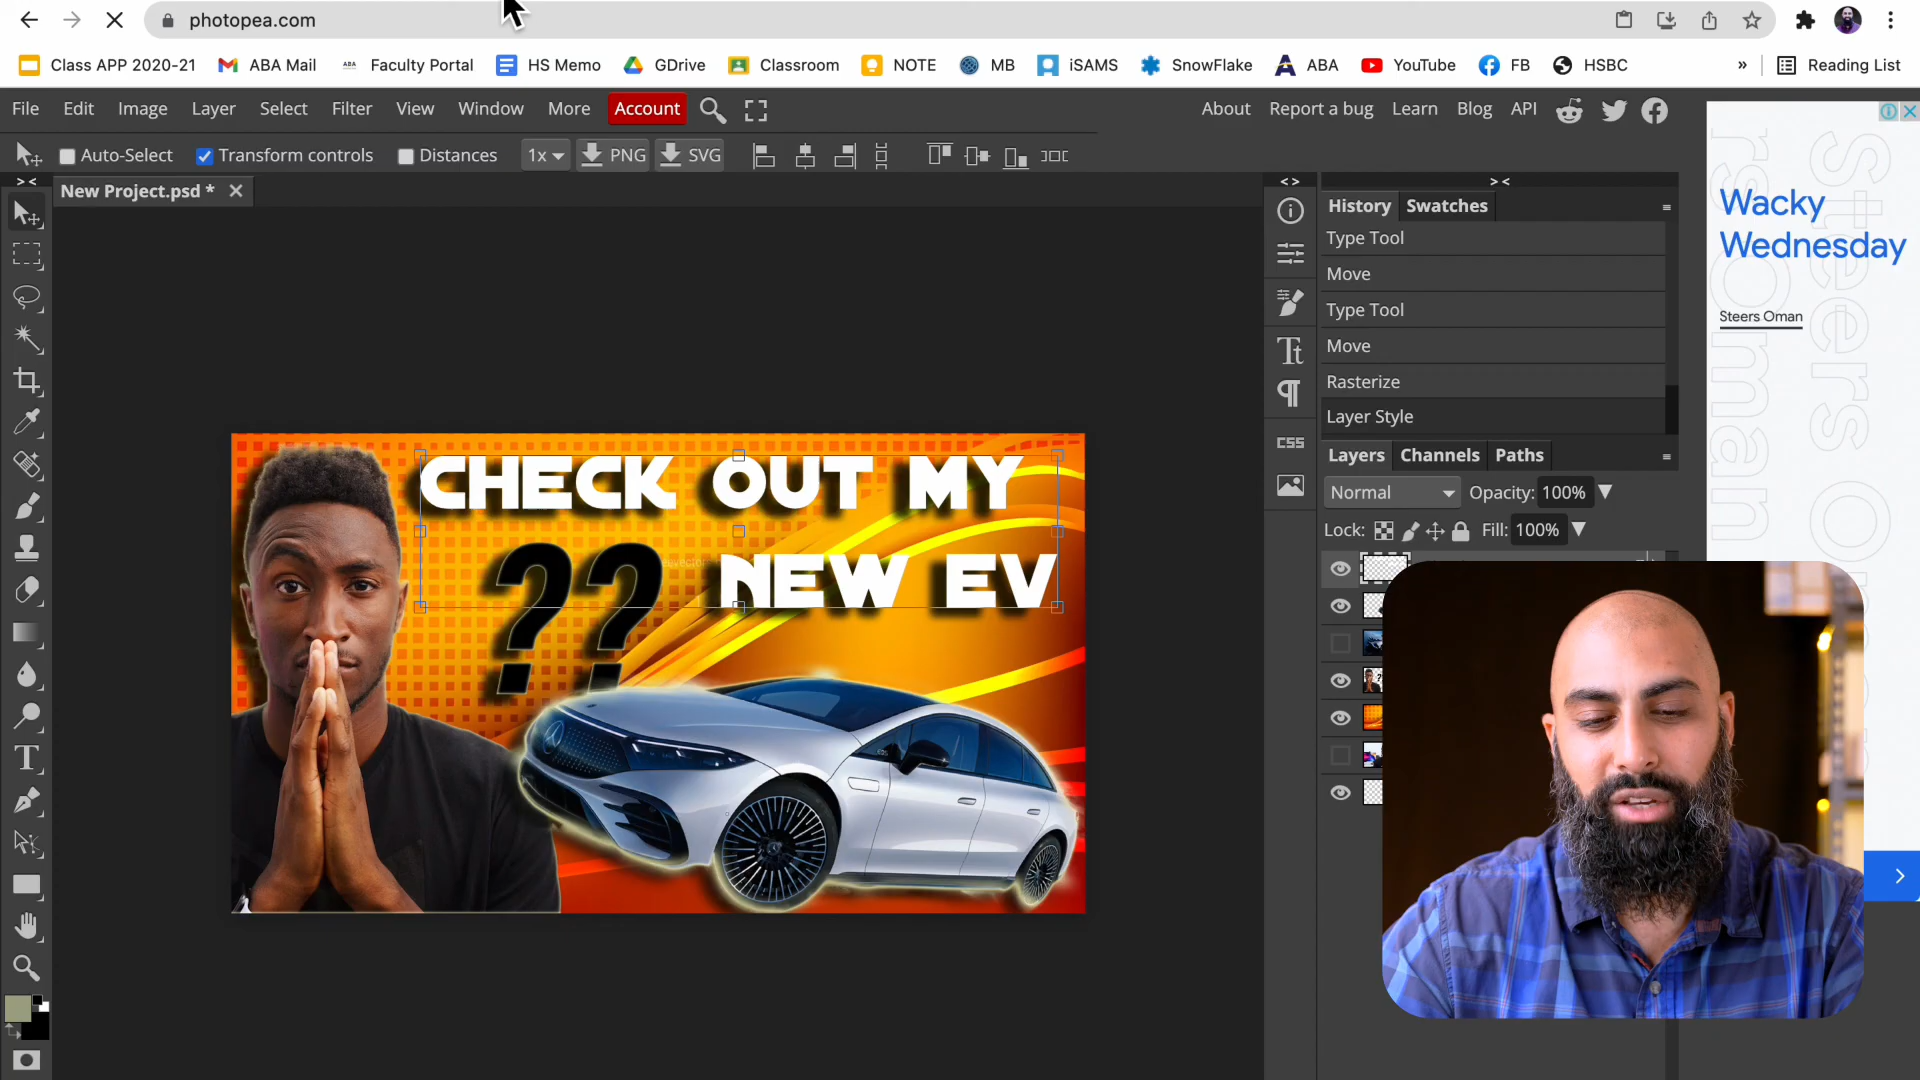 photopea.com
Class APP 2020-21 ABA Mail ABA Faculty Portal HS Memo GDrive Classroom NOTE MB iSAMS SnowFlake ABA YouTube FB HSBC » Reading List
File Edit Image Layer Select Filter View Window More Account About Report a bug Learn Blog API
Auto-Select Transform controls Distances 1x PNG SVG
New Project.psd *
History Swatches
Type Tool
Move
Type Tool
Move
Rasterize
Layer Style
CSS
Layers Channels Paths
Normal Opacity: 100%
Lock: Fill: 100%
CHECK OUT MY
?? NEW EV
Wacky
Wednesday
Steers Oman
Steers Oman